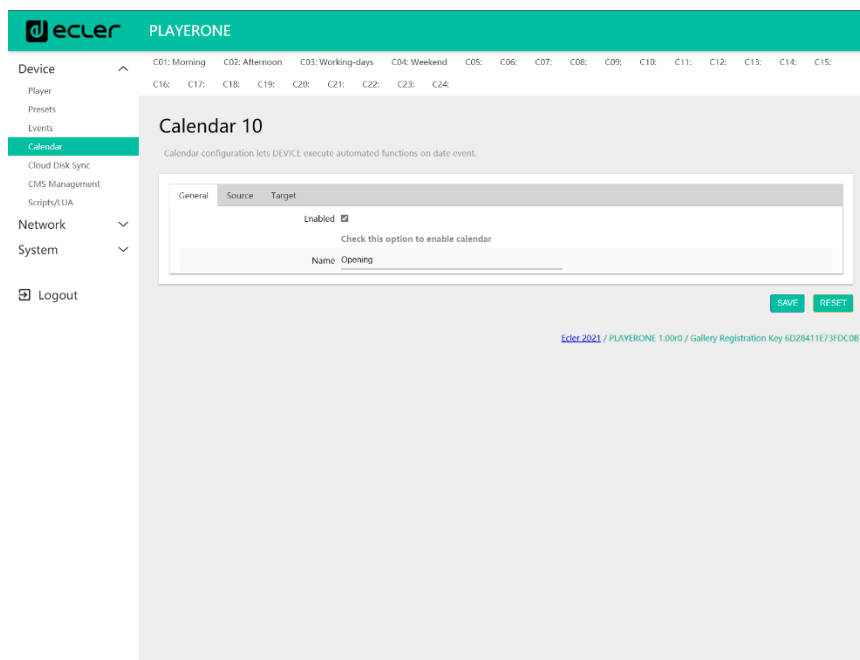 ecler PLAYERONE
C01: Morning C02: Afternoon C03: Working-days C04: Weekend C05: C06: C07: C08: C09: C10: C11: C12: C13: C14: C15:
C16: C17: C18: C19: C20: C21: C22: C23: C24:
Device
Player
Presets
Events
Calendar
Cloud Disk Sync
CMS Management
Scripts/LUA
Network
System
Logout
Calendar 10
Calendar configuration lets DEVICE execute automated functions on date event.
General Source Target
Enabled
Check this option to enable calendar
Name Opening
SAVE RESET
Ecler 2021 / PLAYERONE 1.00r0 / Gallery Registration Key 6D28411E73FDC0B